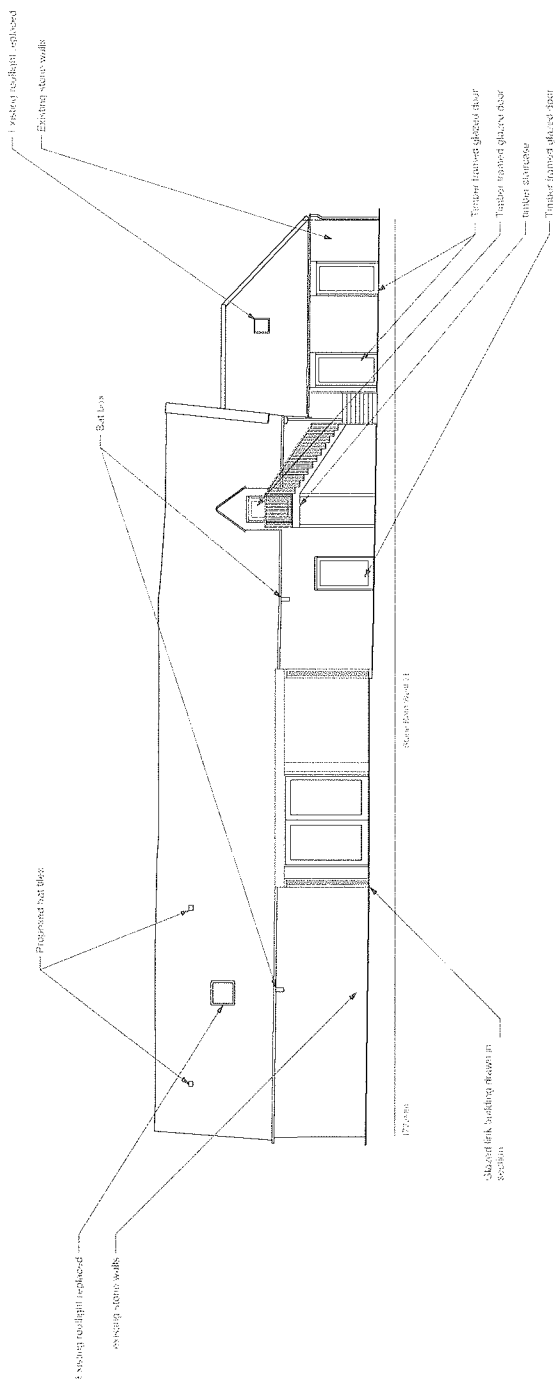 Existing rooflight replaced
Existing stone walls
Bat box
Proposed bat tiles
Existing rooflight replaced
existing stone walls
Timber framed glazed door
Timber framed glazed door
timber staircase
Timber framed glazed door
Glazed link building drawn in
section